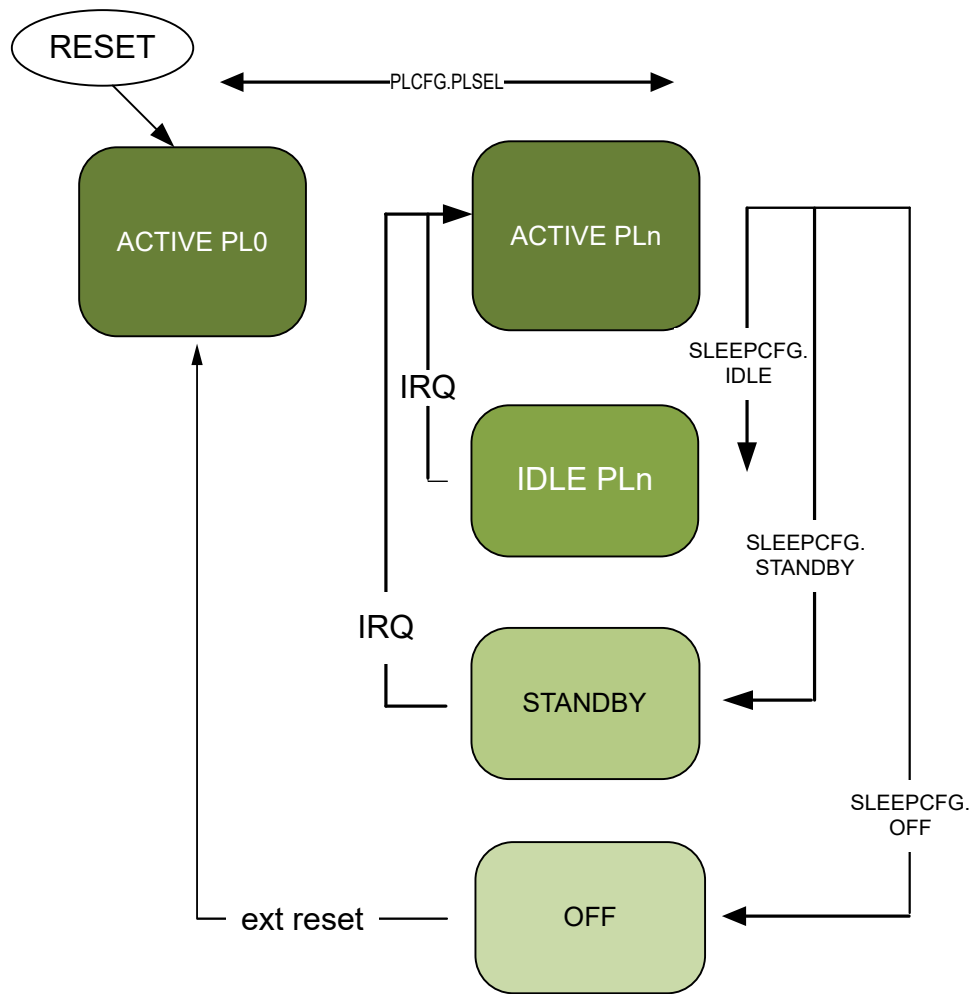 RESET
PLCFG.PLSEL
ACTIVE PL0
ACTIVE PLn
SLEEPCFG.
IDLE
IRQ
IDLE PLn
SLEEPCFG.
STANDBY
IRQ
STANDBY
SLEEPCFG.
OFF
ext reset
OFF